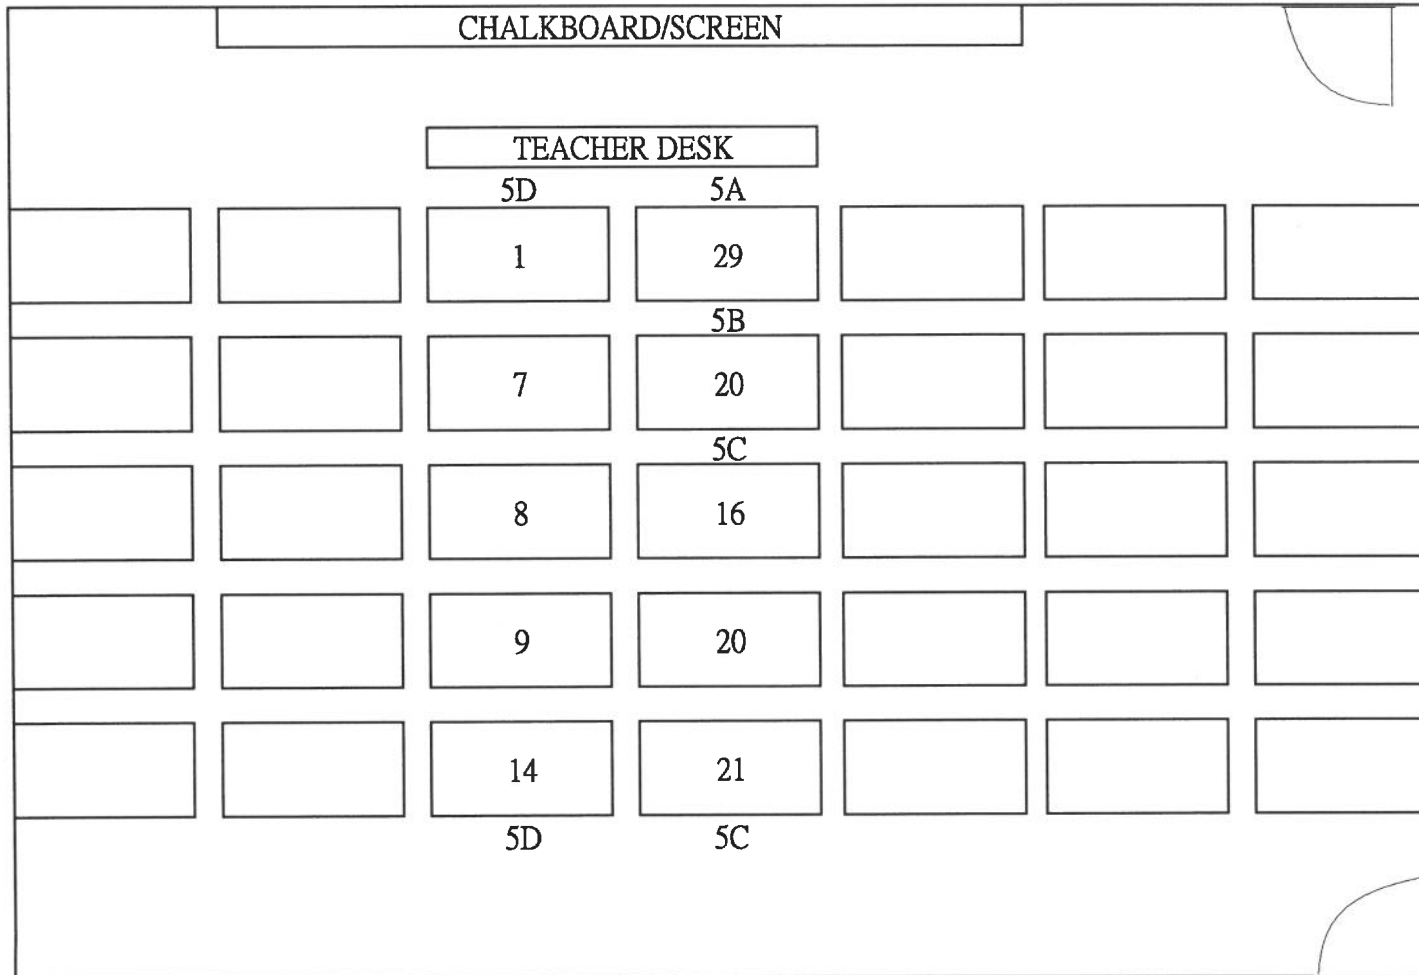 CHALKBOARD/SCREEN
TEACHER DESK
5D 5A
1 29
5B
7 20
5C
8 16
9 20
14 21
5D 5C